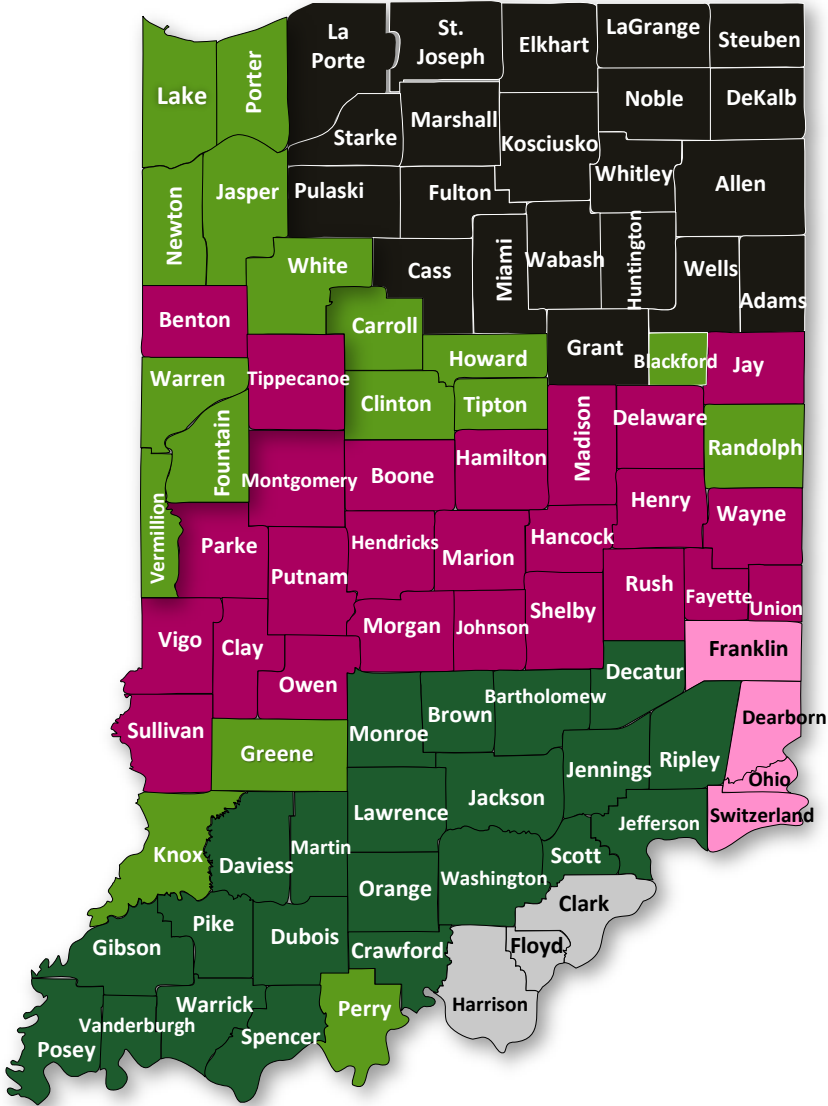 La
Porte
St.
Joseph
Elkhart
LaGrange
Steuben
Lake
Porter
Noble
DeKalb
Starke
Marshall
Kosciusko
Newton
Jasper
Pulaski
Fulton
Whitley
Allen
White
Cass
Miami
Wabash
Huntington
Wells
Adams
Benton
Carroll
Howard
Grant
Blackford
Jay
Warren
Tippecanoe
Clinton
Tipton
Madison
Delaware
Fountain
Randolph
Montgomery
Boone
Hamilton
Henry
Wayne
Vermillion
Parke
Putnam
Hendricks
Marion
Hancock
Rush
Fayette
Union
Vigo
Clay
Morgan
Johnson
Shelby
Franklin
Owen
Decatur
Sullivan
Monroe
Brown
Bartholomew
Dearborn
Greene
Jennings
Ripley
Ohio
Lawrence
Jackson
Jefferson
Switzerland
Knox
Daviess
Martin
Scott
Orange
Washington
Clark
Gibson
Pike
Dubois
Crawford
Floyd
Harrison
Posey
Vanderburgh
Warrick
Spencer
Perry